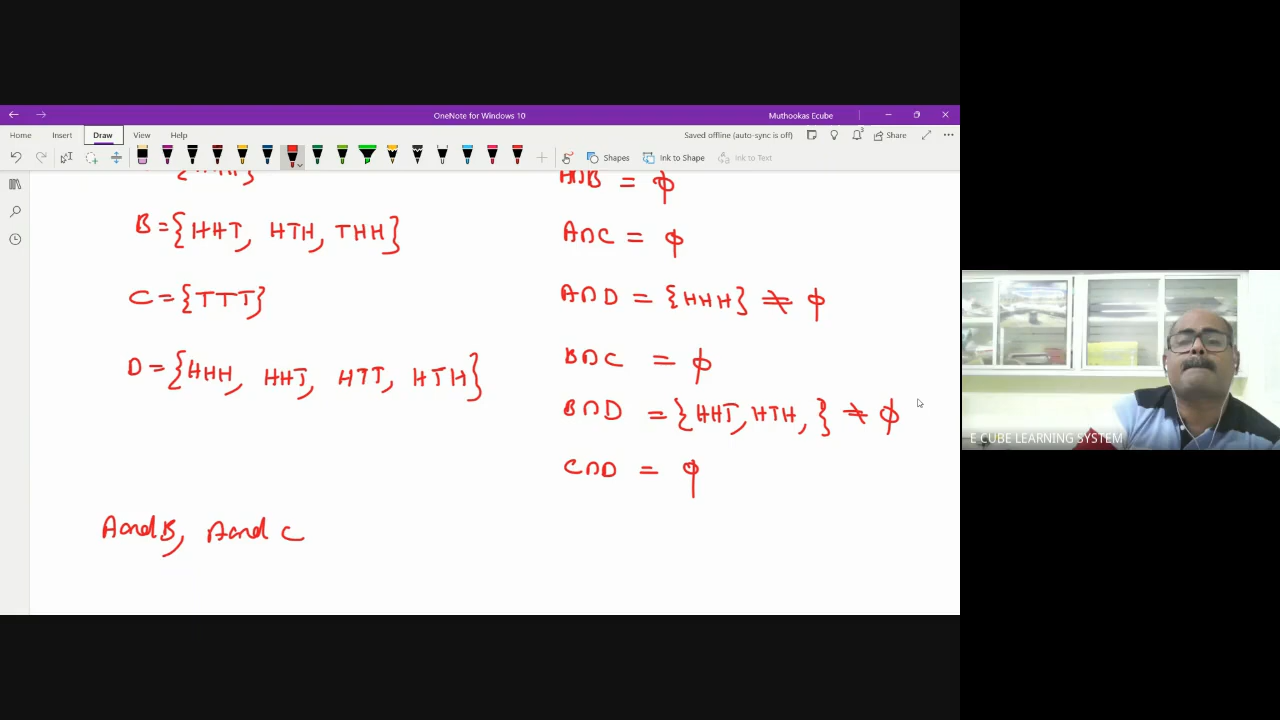 OneNote for Windows 10
Muthookas Ecube
Home Insert Draw View Help
Saved offline (auto-sync is off)
Share
Shapes
Ink to Shape
Ink to Text
A∩B = ϕ
B = {HHT, HTH, THH}
A∩C = ϕ
C = {TTT}
A∩D = {HHH} ≠ ϕ
D = {HHH, HHT, HTT, HTH}
B∩C = ϕ
B∩D = {HHT, HTH, } ≠ ϕ
C∩D = ϕ
A and B, A and C
E CUBE LEARNING SYSTEM